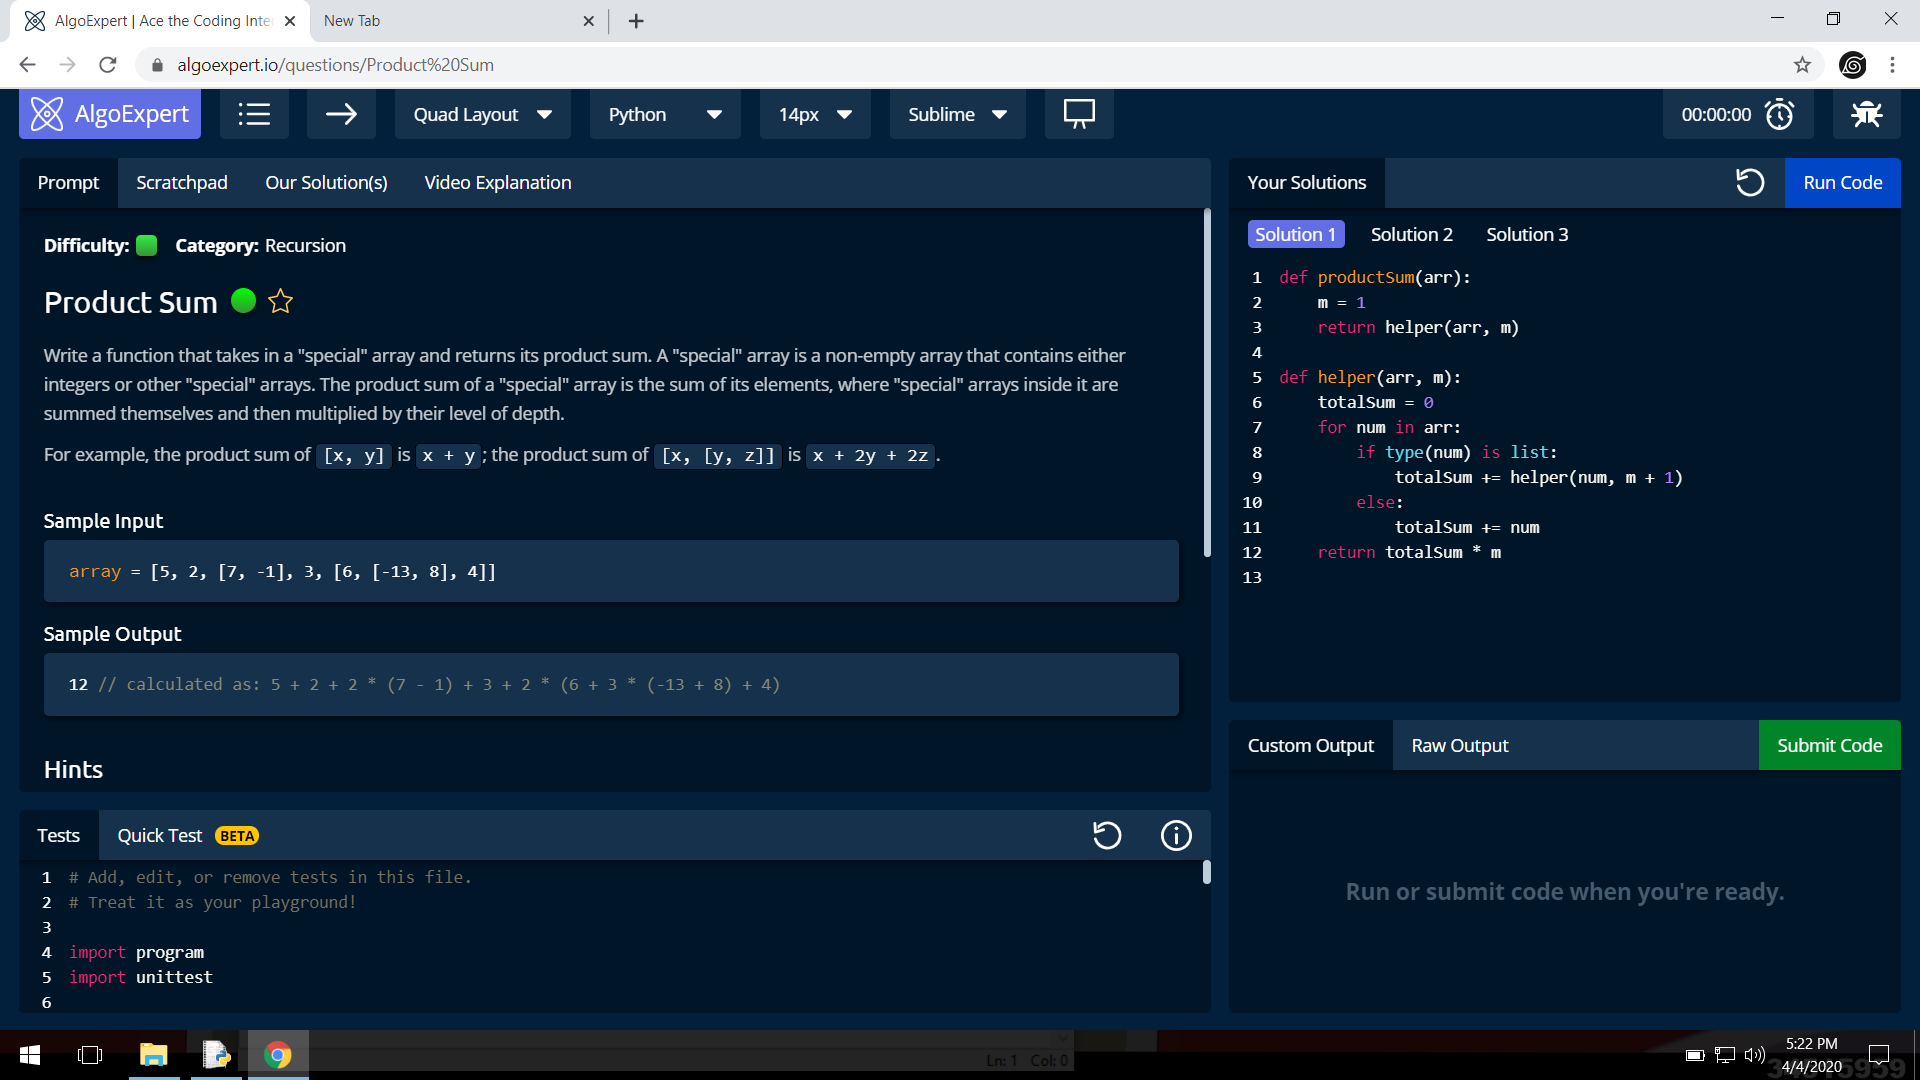 AlgoExpert | Ace the Coding Inte
New Tab
algoexpert.io/questions/Product%20Sum
AlgoExpert
Quad Layout
Python
14px
Sublime
00:00:00
Prompt
Scratchpad
Our Solution(s)
Video Explanation
Difficulty:
Category: Recursion
Product Sum
Write a function that takes in a "special" array and returns its product sum. A "special" array is a non-empty array that contains either
integers or other "special" arrays. The product sum of a "special" array is the sum of its elements, where "special" arrays inside it are
summed themselves and then multiplied by their level of depth.
For example, the product sum of [x, y] is x + y; the product sum of [x, [y, z]] is x + 2y + 2z.
Sample Input
array = [5, 2, [7, -1], 3, [6, [-13, 8], 4]]
Sample Output
12 // calculated as: 5 + 2 + 2 * (7 - 1) + 3 + 2 * (6 + 3 * (-13 + 8) + 4)
Hints
Tests
Quick Test BETA
1 # Add, edit, or remove tests in this file.
2 # Treat it as your playground!
3
4 import program
5 import unittest
6
Your Solutions
Run Code
Solution 1
Solution 2
Solution 3
1 def productSum(arr):
2     m = 1
3     return helper(arr, m)
4
5 def helper(arr, m):
6     totalSum = 0
7     for num in arr:
8         if type(num) is list:
9             totalSum += helper(num, m + 1)
10         else:
11             totalSum += num
12     return totalSum * m
13
Custom Output
Raw Output
Submit Code
Run or submit code when you're ready.
Ln: 1 Col: 0
5:22 PM
4/4/2020